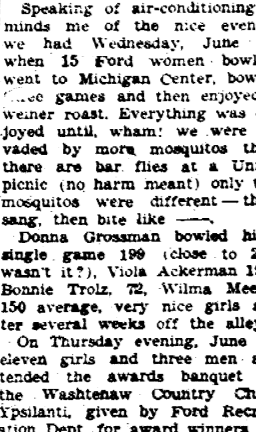 Speaking of air-conditioning
minds me of the nice even
we had Wednesday, June
when 15 Ford women bowl
went to Michigan Center, bow
games and then enjoyed
weiner roast. Everything was
joyed until, wham! we were
vaded by more mosquitos th
there are bar flies at a Uni
picnic (no harm meant) only t
mosquitos were different — th
sang, then bite like ——.
Donna Grossman bowled hi
single game 199 (close to 2
wasn't it?), Viola Ackerman 1
Bonnie Trolz, 72, Wilma Mee
150 average, very nice girls a
ter several weeks off the alley
On Thursday evening, June
eleven girls and three men a
tended the awards banquet
the Washtenaw Country Ch
Ypsilanti, given by Ford Recr
ation Dept. for award winners